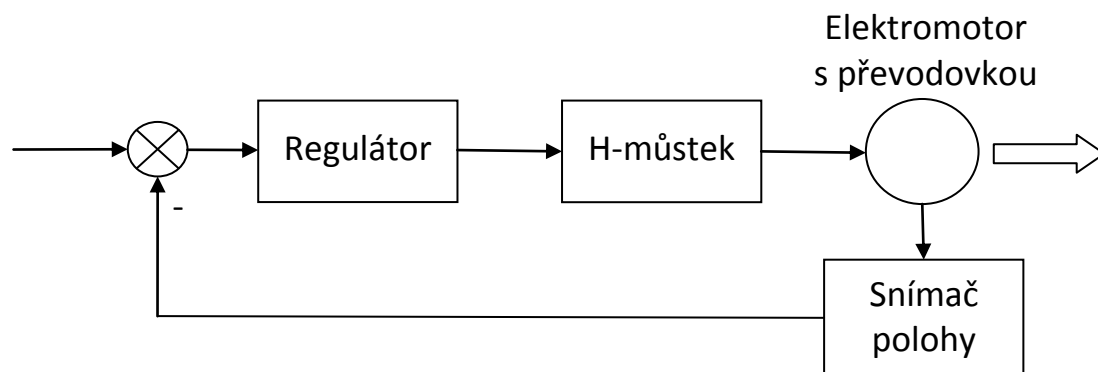 Elektromotor
s převodovkou
Regulátor
H-můstek
-
Snímač
polohy